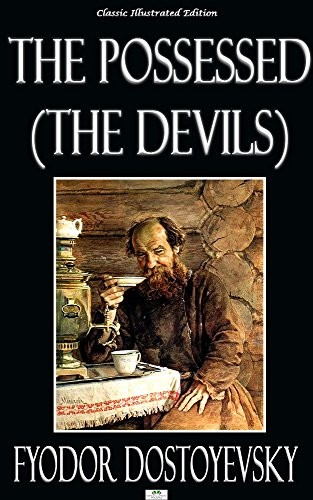 Classic Illustrated Edition
THE POSSESSED
(THE DEVILS)
FYODOR DOSTOYEVSKY